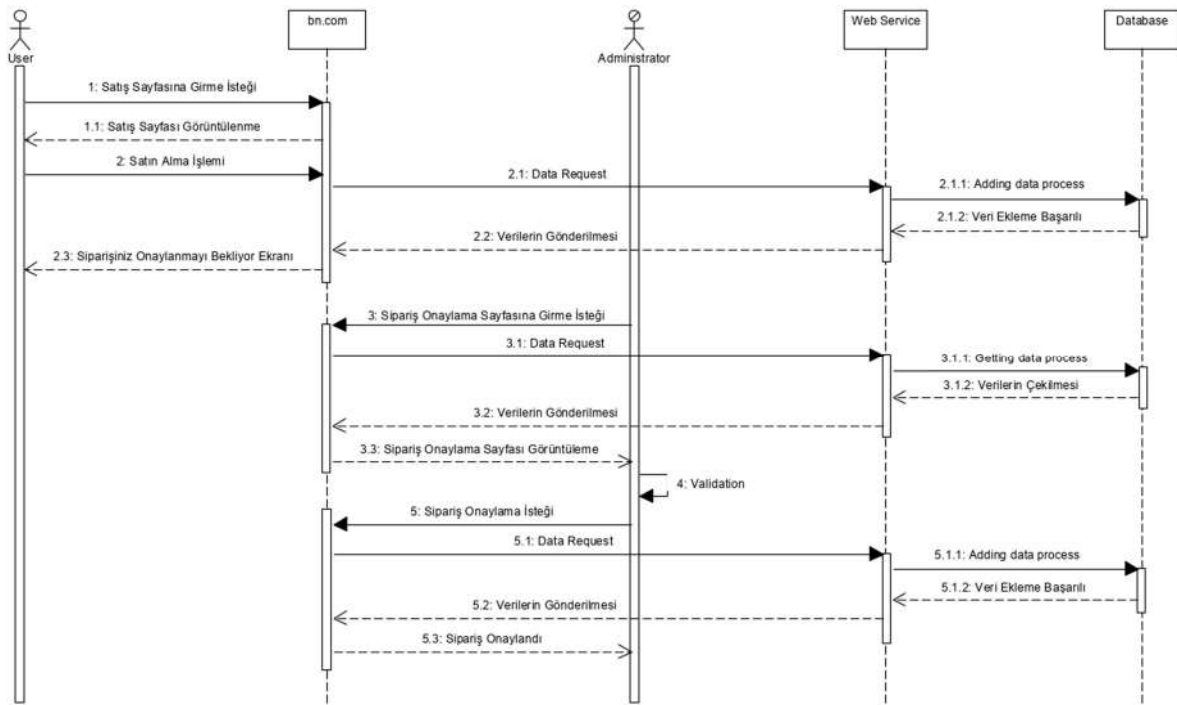 bn.com
Web Service
Database
User
Administrator
1: Satış Sayfasına Girme İsteği
1.1: Satış Sayfası Görüntülenme
2: Satın Alma İşlemi
2.1: Data Request
2.1.1: Adding data process
2.1.2: Veri Ekleme Başarılı
2.2: Verilerin Gönderilmesi
2.3: Siparişiniz Onaylanmayı Bekliyor Ekranı
3: Sipariş Onaylama Sayfasına Girme İsteği
3.1: Data Request
3.1.1: Getting data process
3.1.2: Verilerin Çekilmesi
3.2: Verilerin Gönderilmesi
3.3: Sipariş Onaylama Sayfası Görüntüleme
4: Validation
5: Sipariş Onaylama İsteği
5.1: Data Request
5.1.1: Adding data process
5.1.2: Veri Ekleme Başarılı
5.2: Verilerin Gönderilmesi
5.3: Sipariş Onaylandı